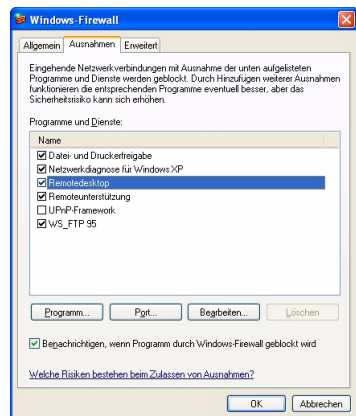 Windows-Firewall
Allgemein Ausnahmen Erweitert
Eingehende Netzwerkverbindungen mit Ausnahme der unten aufgelisteten
Programme und Dienste werden geblockt. Durch Hinzufügen weiterer Ausnahmen
funktionieren die entsprechenden Programme eventuell besser, aber das
Sicherheitsrisiko kann sich erhöhen.
Programme und Dienste:
Name
Datei- und Druckerfreigabe
Netzwerkdiagnose für Windows XP
Remotedesktop
Remoteunterstützung
UPnP-Framework
WS_FTP 95
Programm... Port... Bearbeiten... Löschen
Benachrichtigen, wenn Programm durch Windows-Firewall geblockt wird
Welche Risiken bestehen beim Zulassen von Ausnahmen?
OK Abbrechen